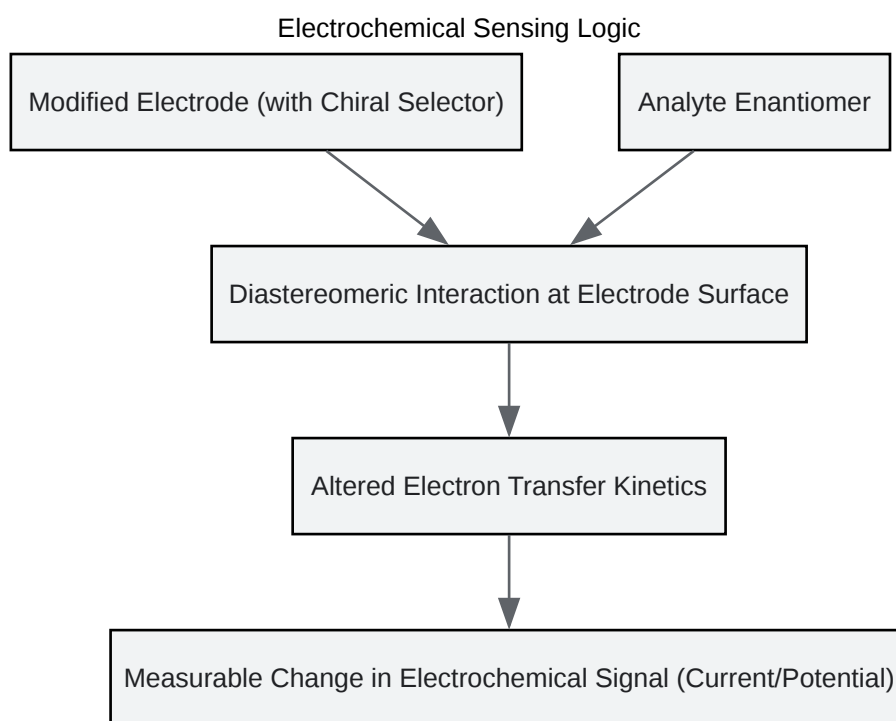 Electrochemical Sensing Logic
Modified Electrode (with Chiral Selector)
Analyte Enantiomer
Diastereomeric Interaction at Electrode Surface
Altered Electron Transfer Kinetics
Measurable Change in Electrochemical Signal (Current/Potential)